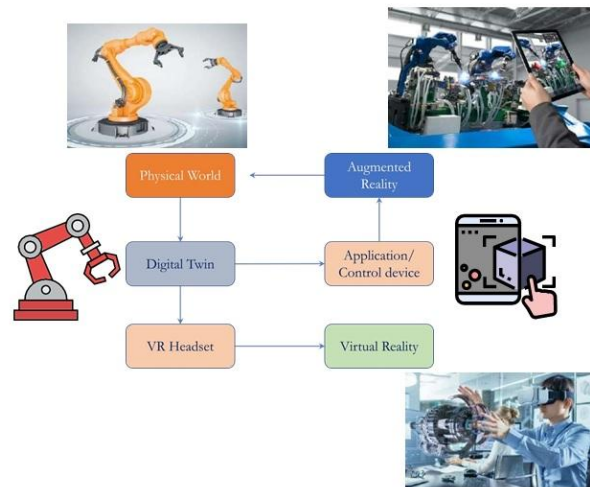 Physical World
Augmented
Reality
Digital Twin
Application/
Control device
VR Headset
Virtual Reality